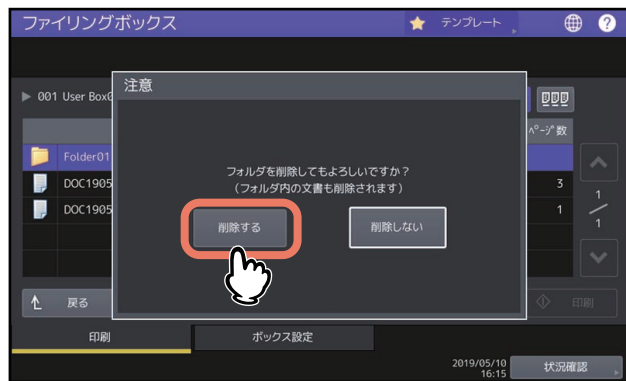 ファイリングボックス
テンプレート
?
001 User Box0
注意
ページ数
Folder01
DOC1905
3
DOC1905
1
1
1
フォルダを削除してもよろしいですか？
（フォルダ内の文書も削除されます）
削除する
削除しない
戻る
印刷
印刷
ボックス設定
2019/05/10
16:15
状況確認